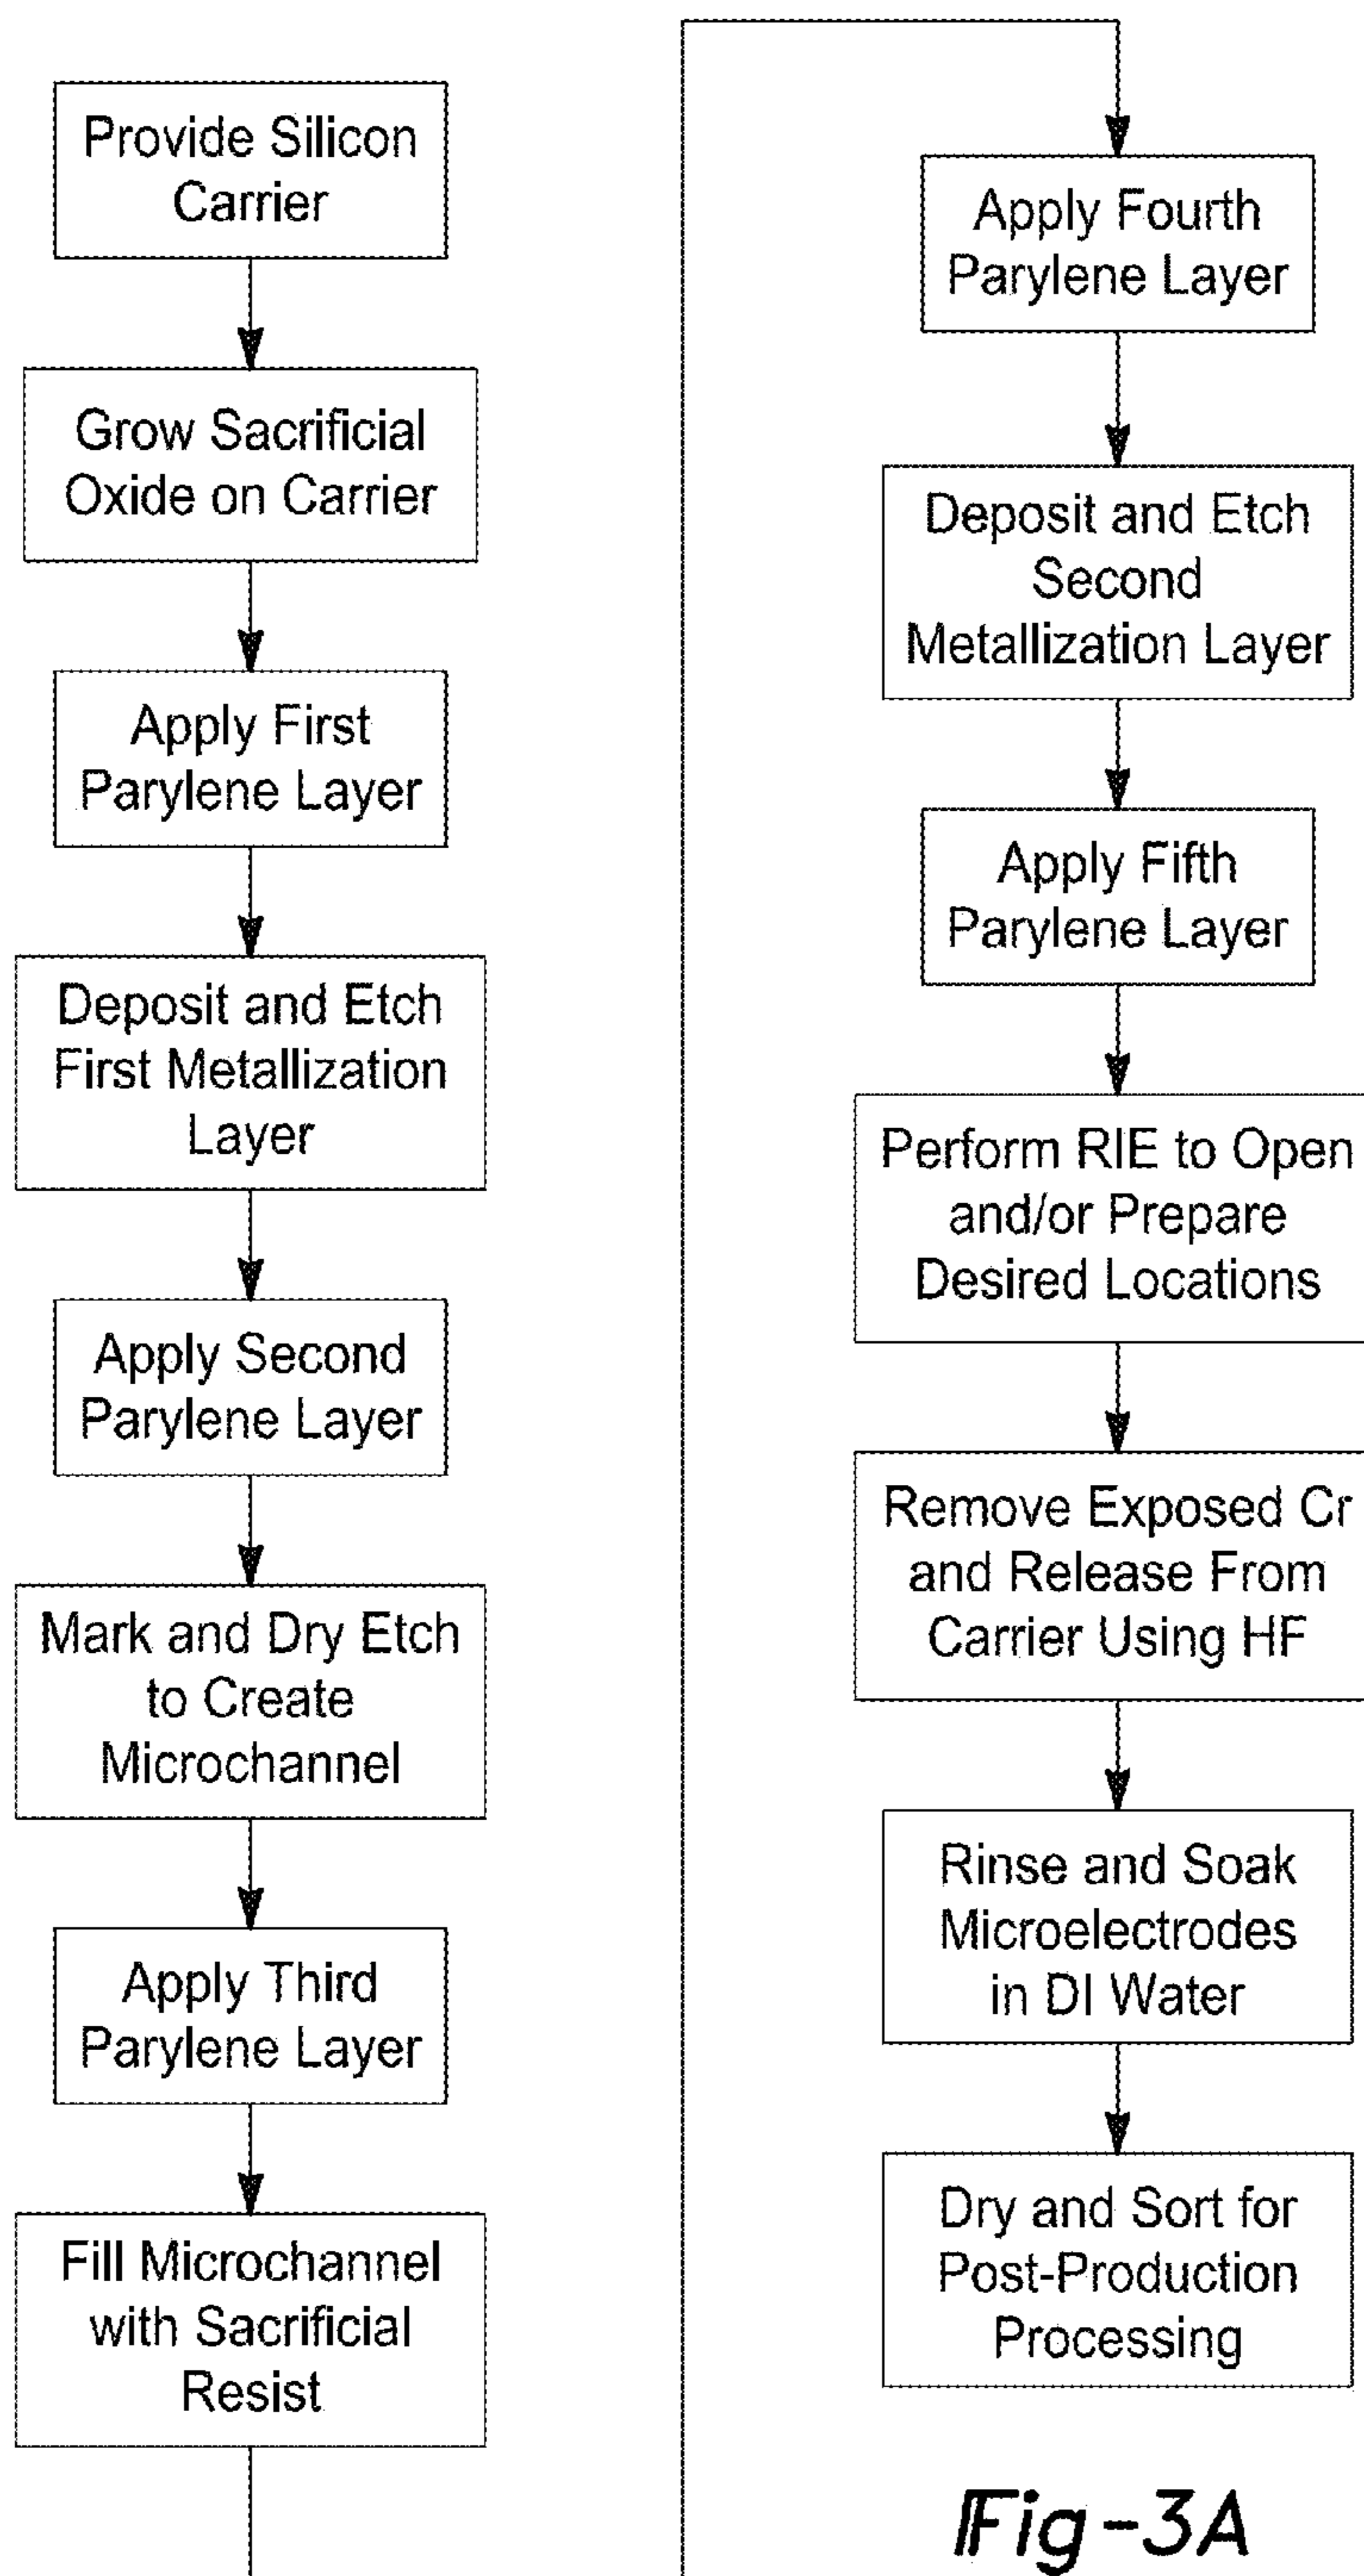 Provide Silicon
Carrier
Grow Sacrificial
Oxide on Carrier
Apply First
Parylene Layer
Deposit and Etch
First Metallization
Layer
Apply Second
Parylene Layer
Mark and Dry Etch
to Create
Microchannel
Apply Third
Parylene Layer
Fill Microchannel
with Sacrificial
Resist
Apply Fourth
Parylene Layer
Deposit and Etch
Second
Metallization Layer
Apply Fifth
Parylene Layer
Perform RIE to Open
and/or Prepare
Desired Locations
Remove Exposed Cr
and Release From
Carrier Using HF
Rinse and Soak
Microelectrodes
in DI Water
Dry and Sort for
Post-Production
Processing
Fig-3A